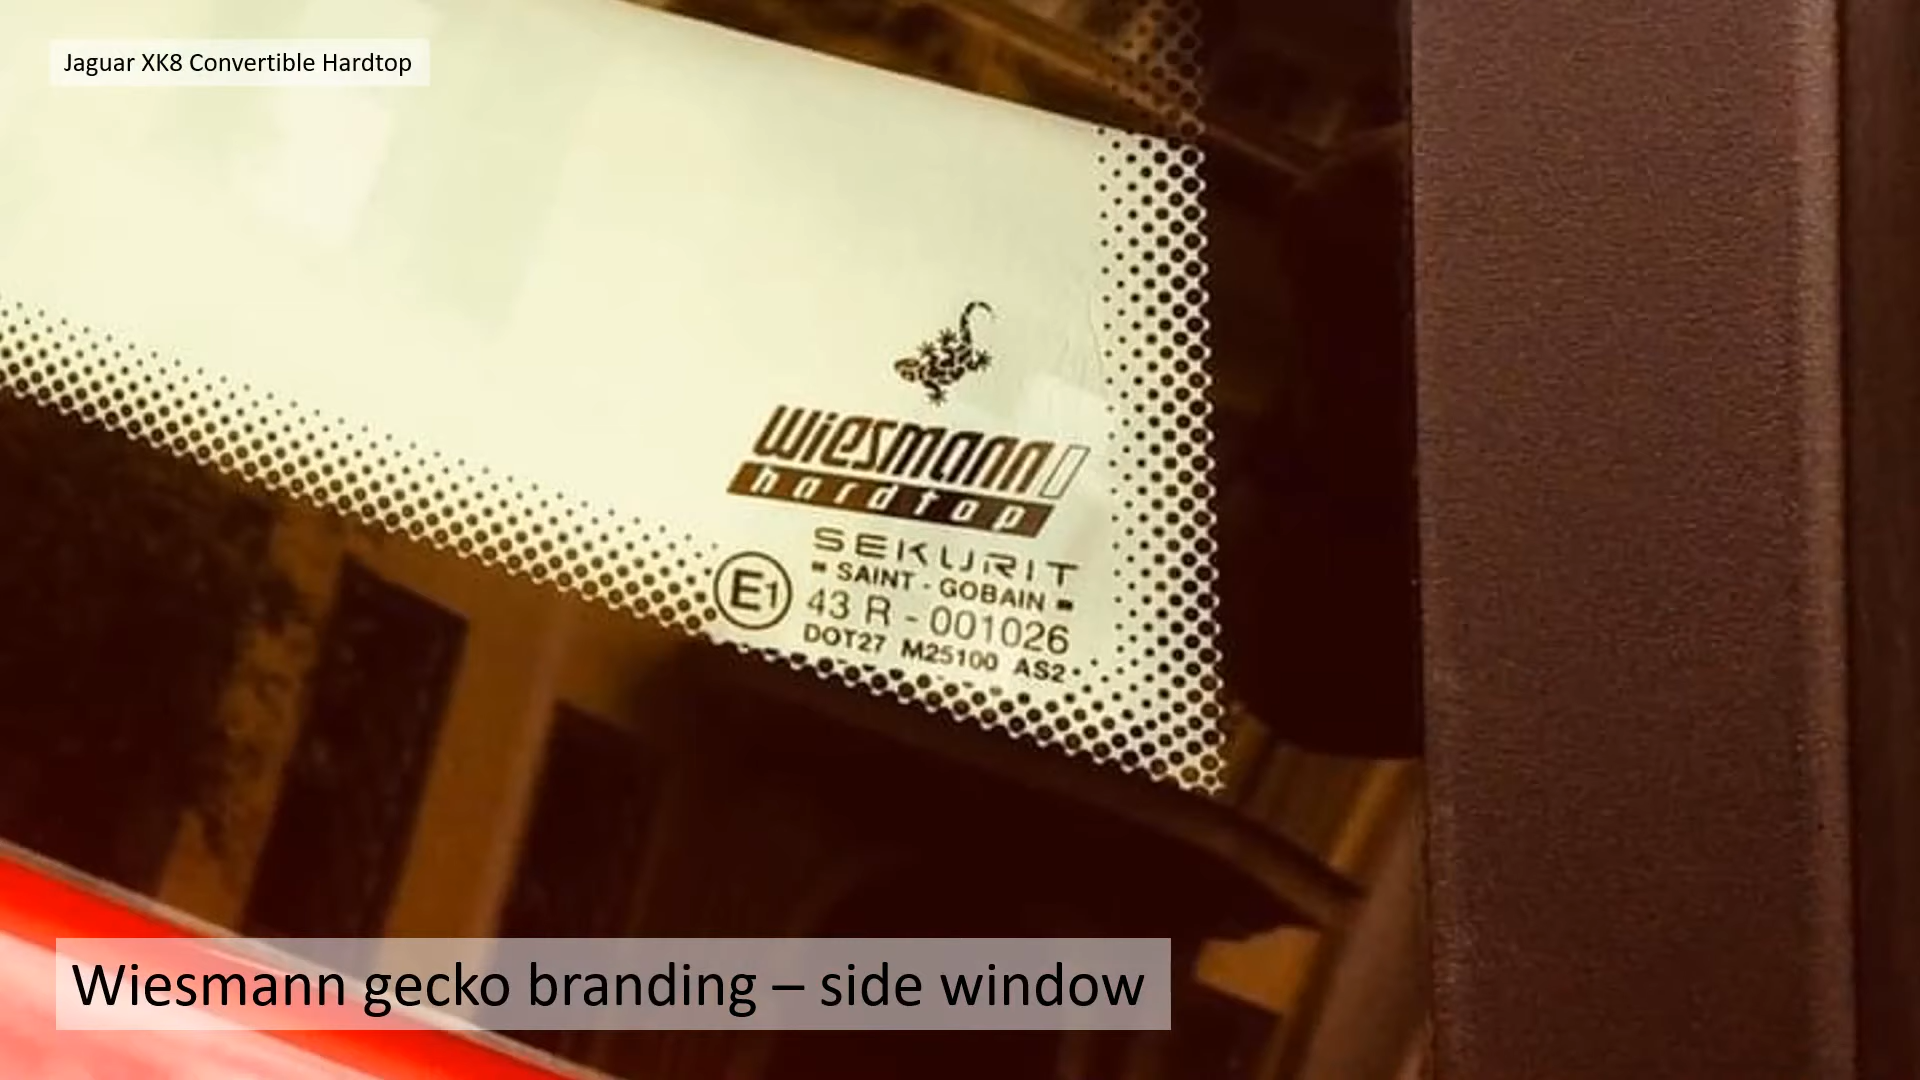 Jaguar XK8 Convertible Hardtop
wiesmann
hardtop
SEKURIT
SAINT - GOBAIN
E1
43 R - 001026
DOT27 M25100 AS2
Wiesmann gecko branding – side window